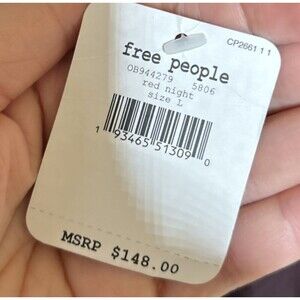 CP2661 1 1
free people
OB944279 5806
red night
size L
1 93465 51309 0
MSRP $148.00